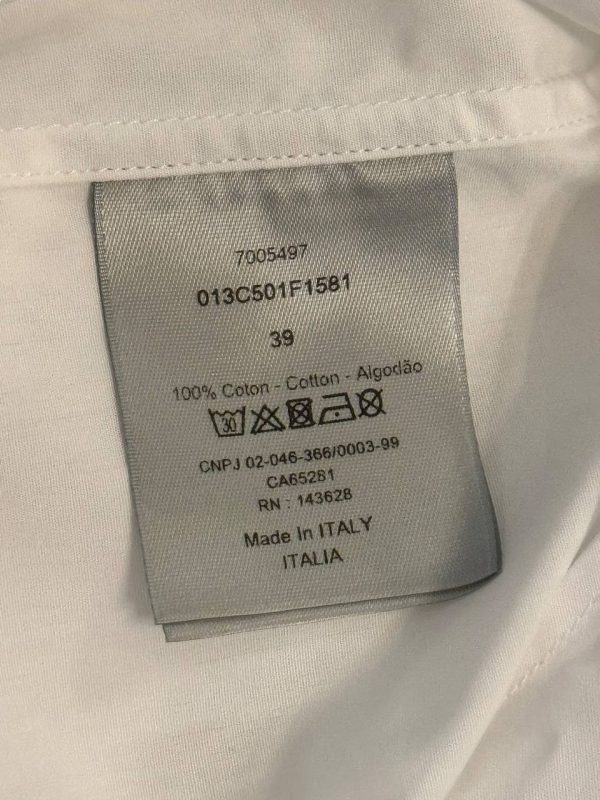 7005497
013C501F1581
39
100% Coton - Cotton - Algodão
30
CNPJ 02-046-366/0003-99
CA65281
RN : 143628
Made In ITALY
ITALIA